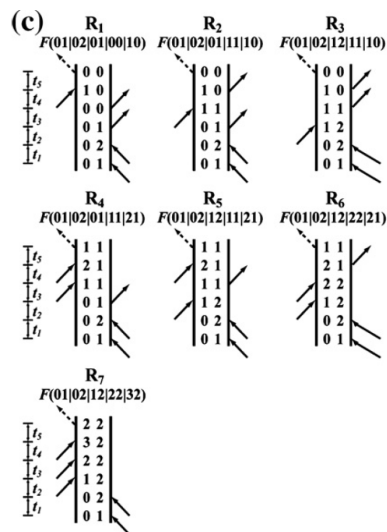 (c)
R1 R2 R3
F(01|02|01|00|10) F(01|02|01|11|10) F(01|02|12|11|10)
0 0 0 0 0 0
t5 1 0 1 0 1 0
t4 0 0 1 1 1 1
t3 0 1 0 1 1 2
t2 0 2 0 2 0 2
t1 0 1 0 1 0 1
R4 R5 R6
F(01|02|01|11|21) F(01|02|12|11|21) F(01|02|12|22|21)
1 1 1 1 1 1
t5 2 1 2 1 2 1
t4 1 1 1 1 2 2
t3 0 1 1 2 1 2
t2 0 2 0 2 0 2
t1 0 1 0 1 0 1
R7
F(01|02|12|22|32)
2 2
t5 3 2
t4 2 2
t3 1 2
t2 0 2
t1 0 1